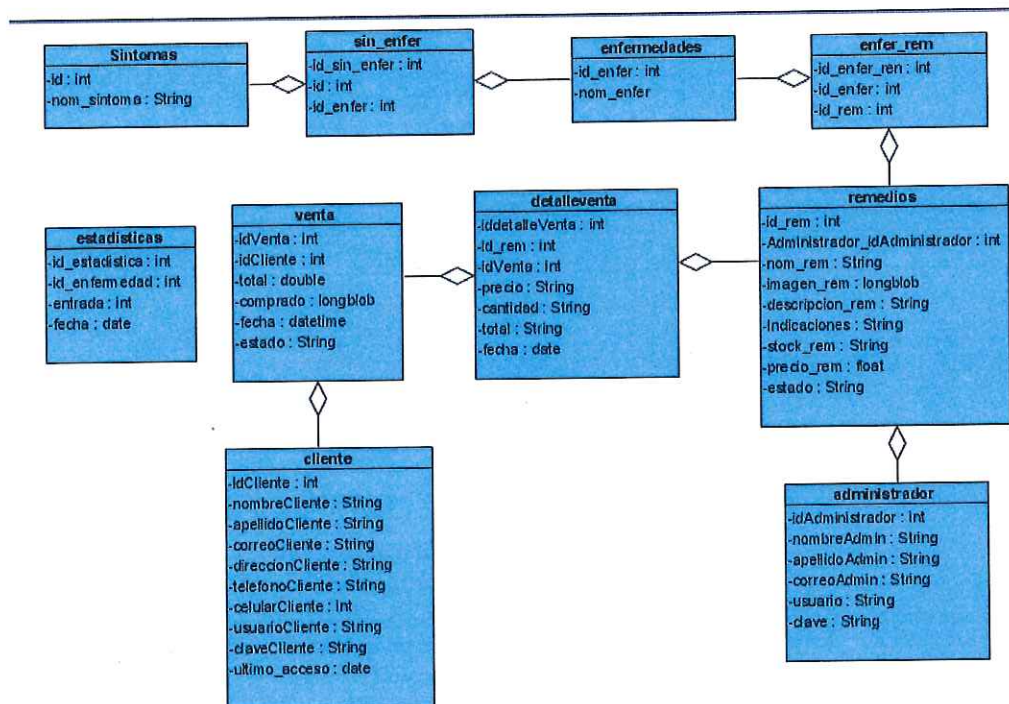 Sintomas
-id : int
-nom_sintoma : String
sin_enfer
-id_sin_enfer : int
-id : int
-id_enfer : int
enfermedades
-id_enfer : int
-nom_enfer
enfer_rem
-id_enfer_ren : int
-id_enfer : int
-id_rem : int
estadisticas
-id_estadistica : int
-id_enfermedad : int
-entrada : int
-fecha : date
venta
-idVenta : int
-idCliente : int
-total : double
-comprado : longblob
-fecha : datetime
-estado : String
detalleventa
-iddetalleVenta : int
-id_rem : int
-idVenta : int
-precio : String
-cantidad : String
-total : String
-fecha : date
remedios
-id_rem : int
-Administrador_idAdministrador : int
-nom_rem : String
-imagen_rem : longblob
-descripcion_rem : String
-Indicaciones : String
-stock_rem : String
-precio_rem : float
-estado : String
cliente
-idCliente : int
-nombreCliente : String
-apellidoCliente : String
-correoCliente : String
-direccionCliente : String
-telefonoCliente : String
-celularCliente : int
-usuarioCliente : String
-claveCliente : String
-ultimo_acceso : date
administrador
-idAdministrador : int
-nombreAdmin : String
-apellidoAdmin : String
-correoAdmin : String
-usuario : String
-clave : String